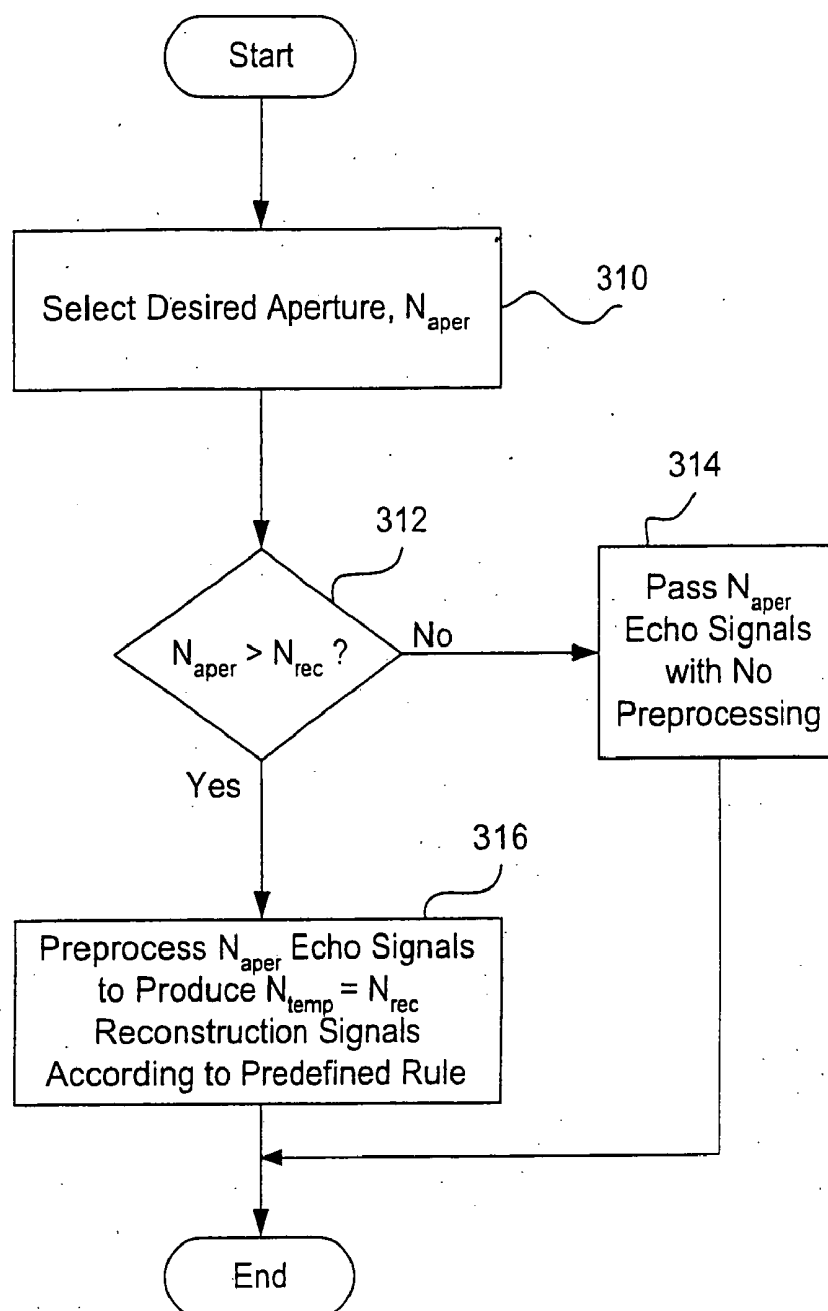 Start
Select Desired Aperture, N_aper
310
312
N_aper > N_rec ?
No
314
Pass N_aper
Echo Signals
with No
Preprocessing
Yes
316
Preprocess N_aper Echo Signals
to Produce N_temp = N_rec
Reconstruction Signals
According to Predefined Rule
End